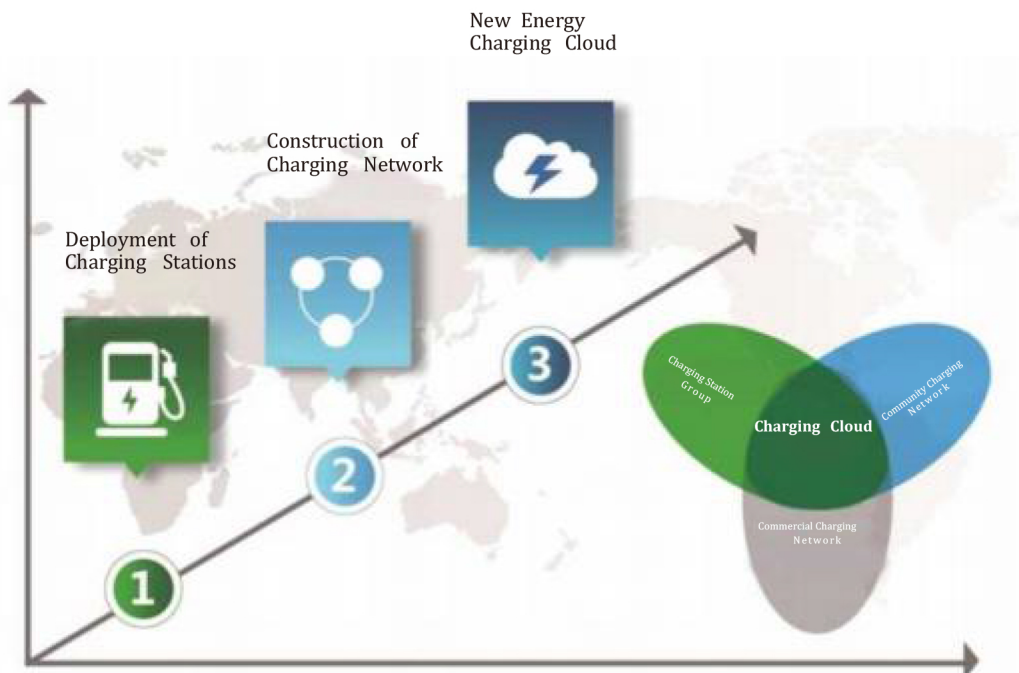 New Energy
Charging Cloud
Construction of
Charging Network
Deployment of
Charging Stations
1
2
3
Charging Station
Group
Community Charging
Network
Charging Cloud
Commercial Charging
Network